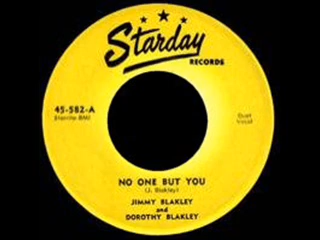 Starday
RECORDS
45-582-A
Starrite BMI
Duet
Vocal
NO ONE BUT YOU
(J. Blakley)
JIMMY BLAKLEY
AND
DOROTHY BLAKLEY